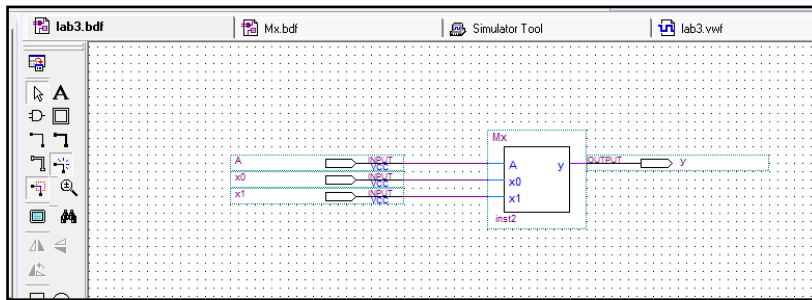 lab3.bdf
Mx.bdf
Simulator Tool
lab3.vwf
A
Mx
A INPUT VCC A y OUTPUT y
x0 INPUT VCC x0
x1 INPUT VCC x1
inst2